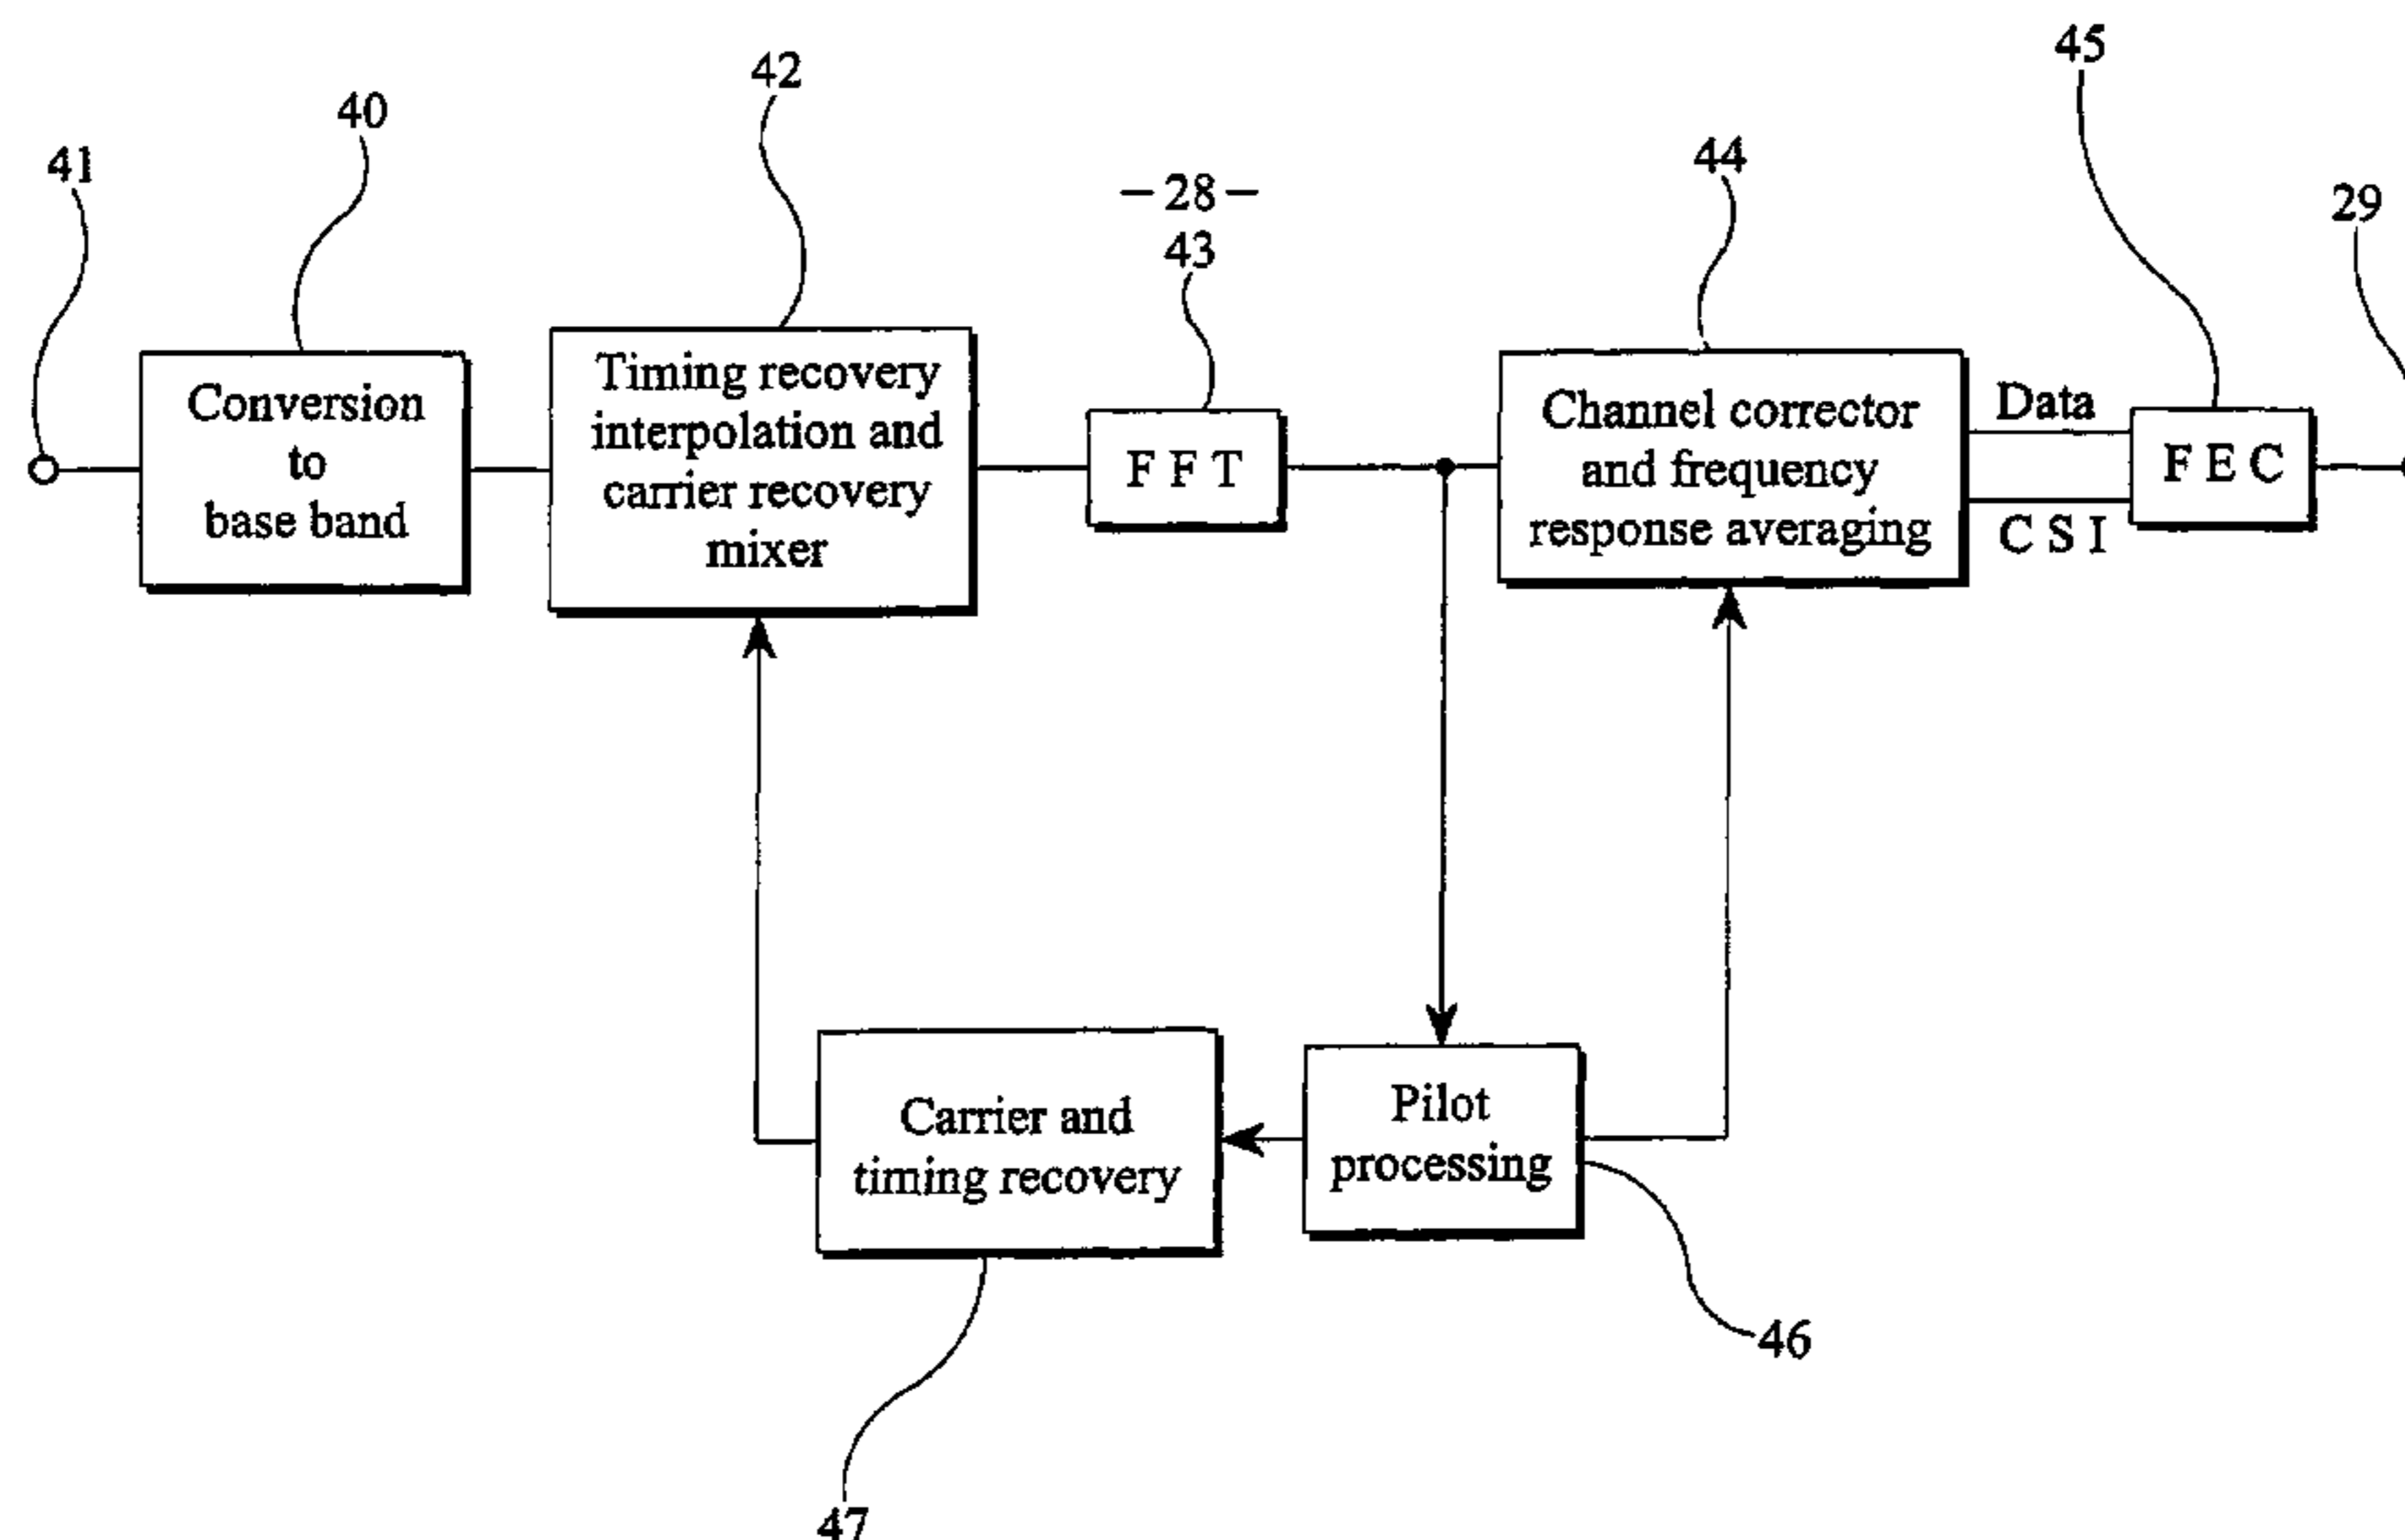 45
42
40
44
41
-28-
29
43
Timing recovery
interpolation and
carrier recovery
mixer
Conversion
to
base band
Channel corrector
and frequency
response averaging
Data
F F T
F E C
C S I
Pilot
processing
Carrier and
timing recovery
46
47